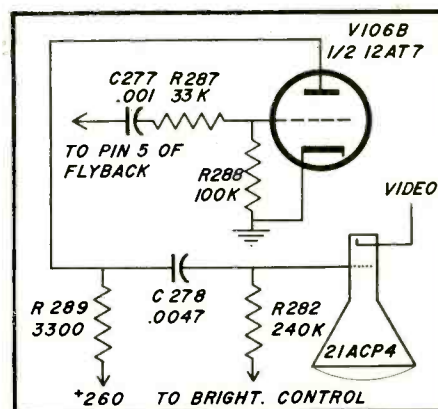 V106B
1/2 12AT7
C277 R287
.001 33K
TO PIN 5 OF
FLYBACK
R288
100K
VIDEO
R289
3300
C 278
.0047
R282
240K
21ACP4
+260 TO BRIGHT. CONTROL